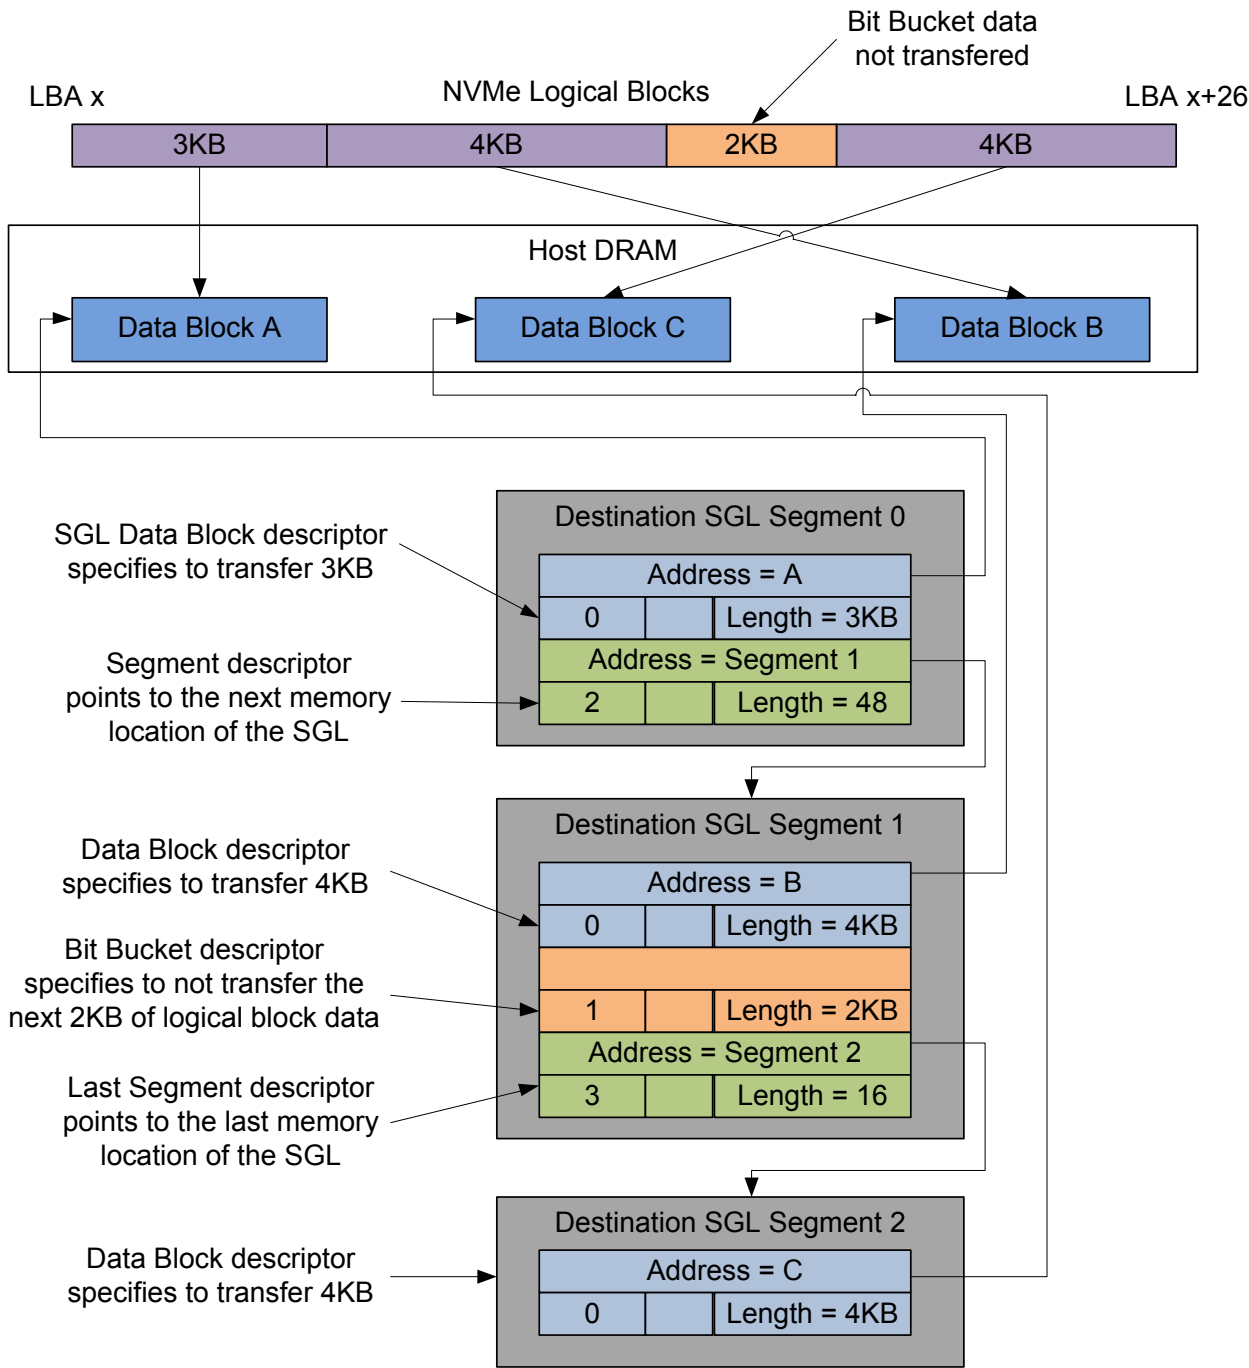 Bit Bucket data
not transfered
LBA x
NVMe Logical Blocks
LBA x+26
3KB
4KB
2KB
4KB
Host DRAM
Data Block A
Data Block C
Data Block B
Destination SGL Segment 0
SGL Data Block descriptor
specifies to transfer 3KB
Address = A
0
Length = 3KB
Segment descriptor
points to the next memory
location of the SGL
Address = Segment 1
2
Length = 48
Destination SGL Segment 1
Data Block descriptor
specifies to transfer 4KB
Address = B
0
Length = 4KB
Bit Bucket descriptor
specifies to not transfer the
next 2KB of logical block data
1
Length = 2KB
Address = Segment 2
Last Segment descriptor
points to the last memory
location of the SGL
3
Length = 16
Destination SGL Segment 2
Data Block descriptor
specifies to transfer 4KB
Address = C
0
Length = 4KB